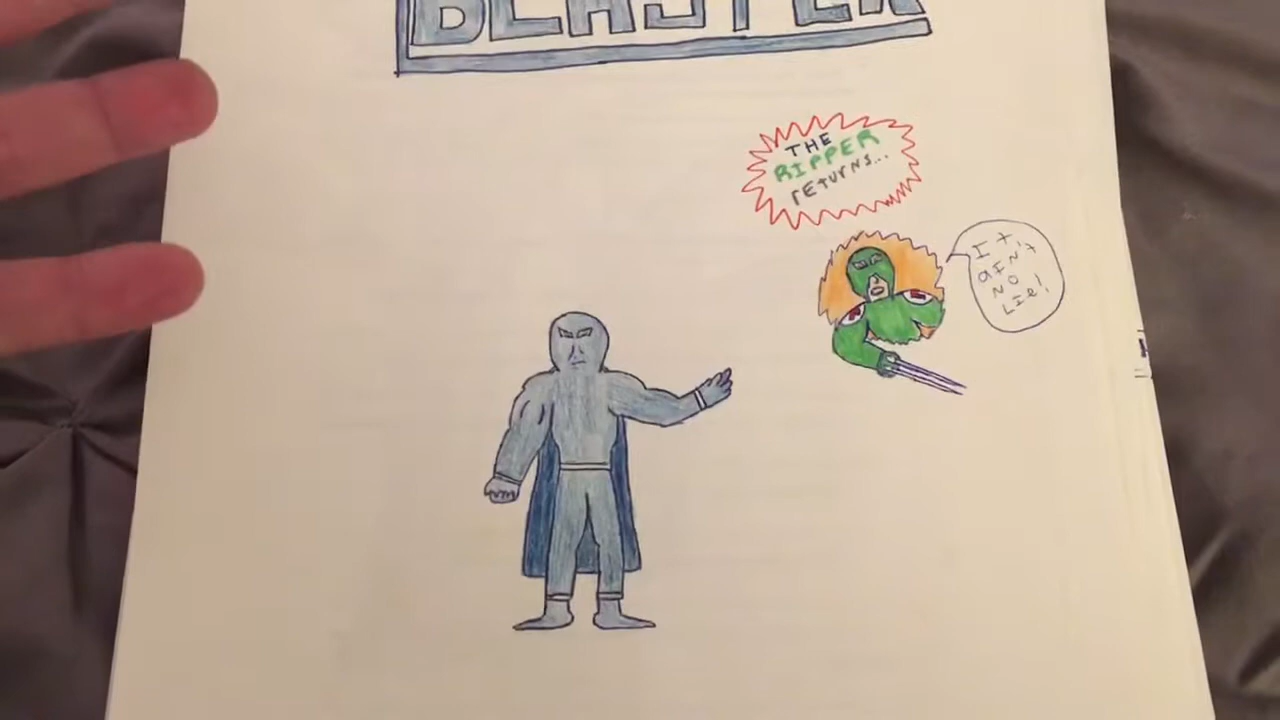 BLASTER
THE
RIPPER
returns...
It
ain't
no
Lie!